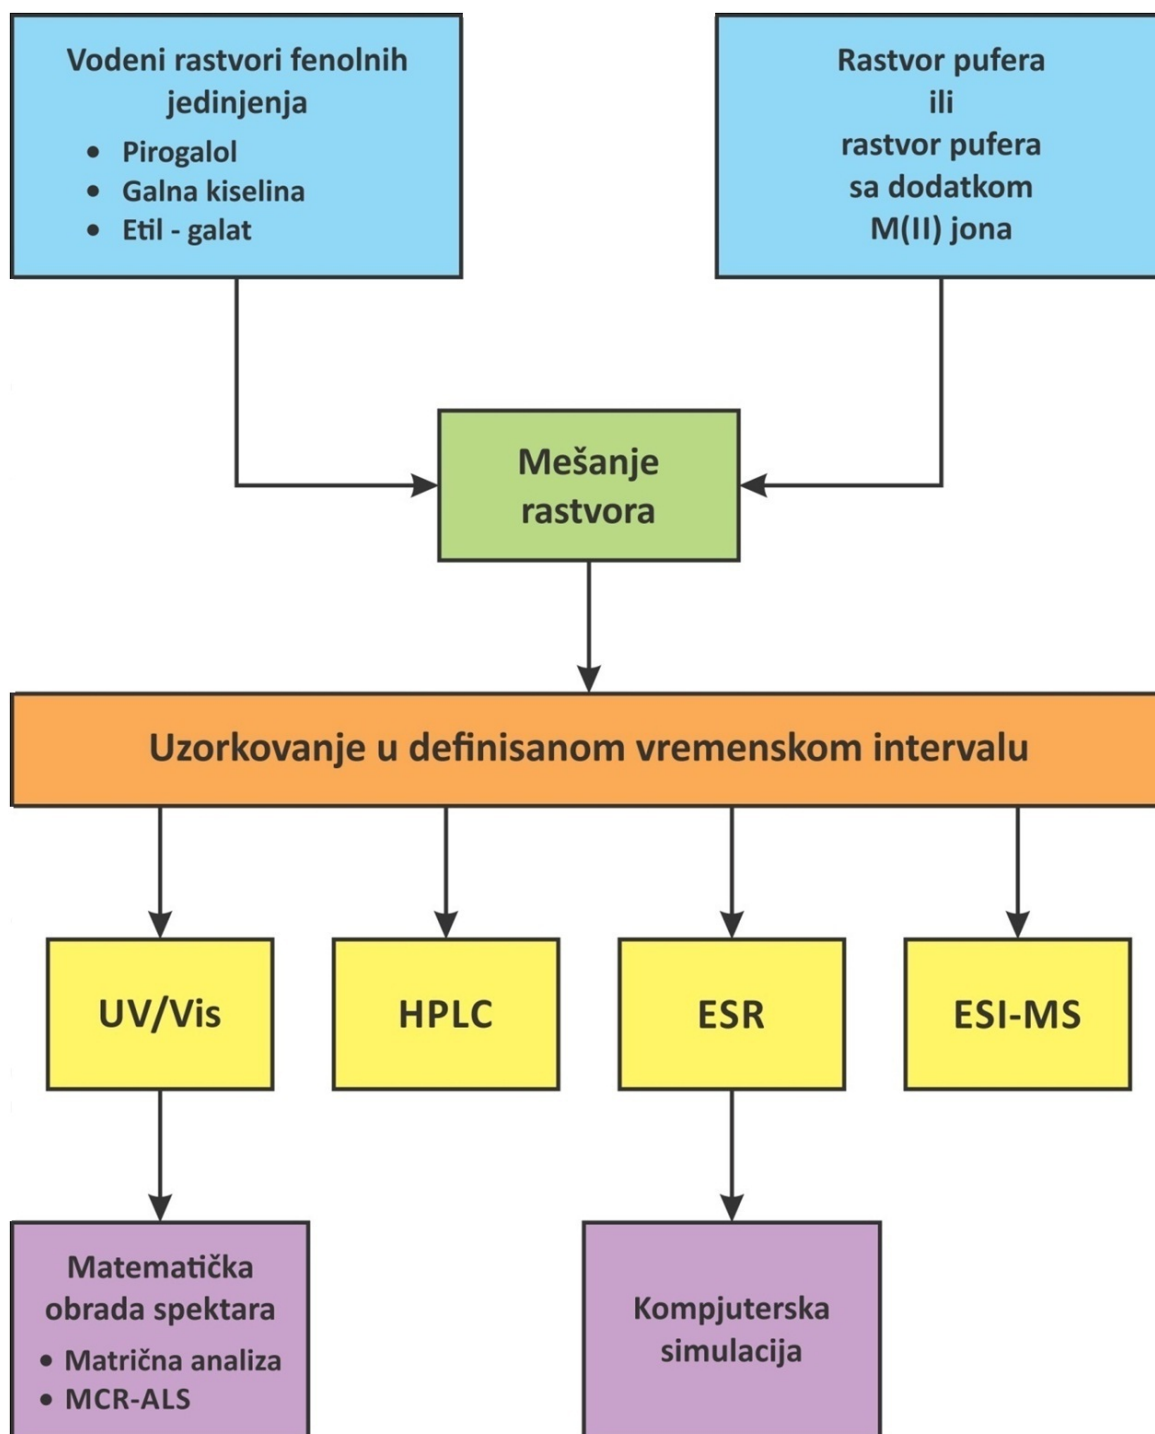 Vodeni rastvori fenolnih
jedinjenja
• Pirogalol
• Galna kiselina
• Etil - galat
Rastvor pufera
ili
rastvor pufera
sa dodatkom
M(II) jona
Mešanje
rastvora
Uzorkovanje u definisanom vremenskom intervalu
UV/Vis
HPLC
ESR
ESI-MS
Matematička
obrada spektara
• Matrična analiza
• MCR-ALS
Kompjuterska
simulacija